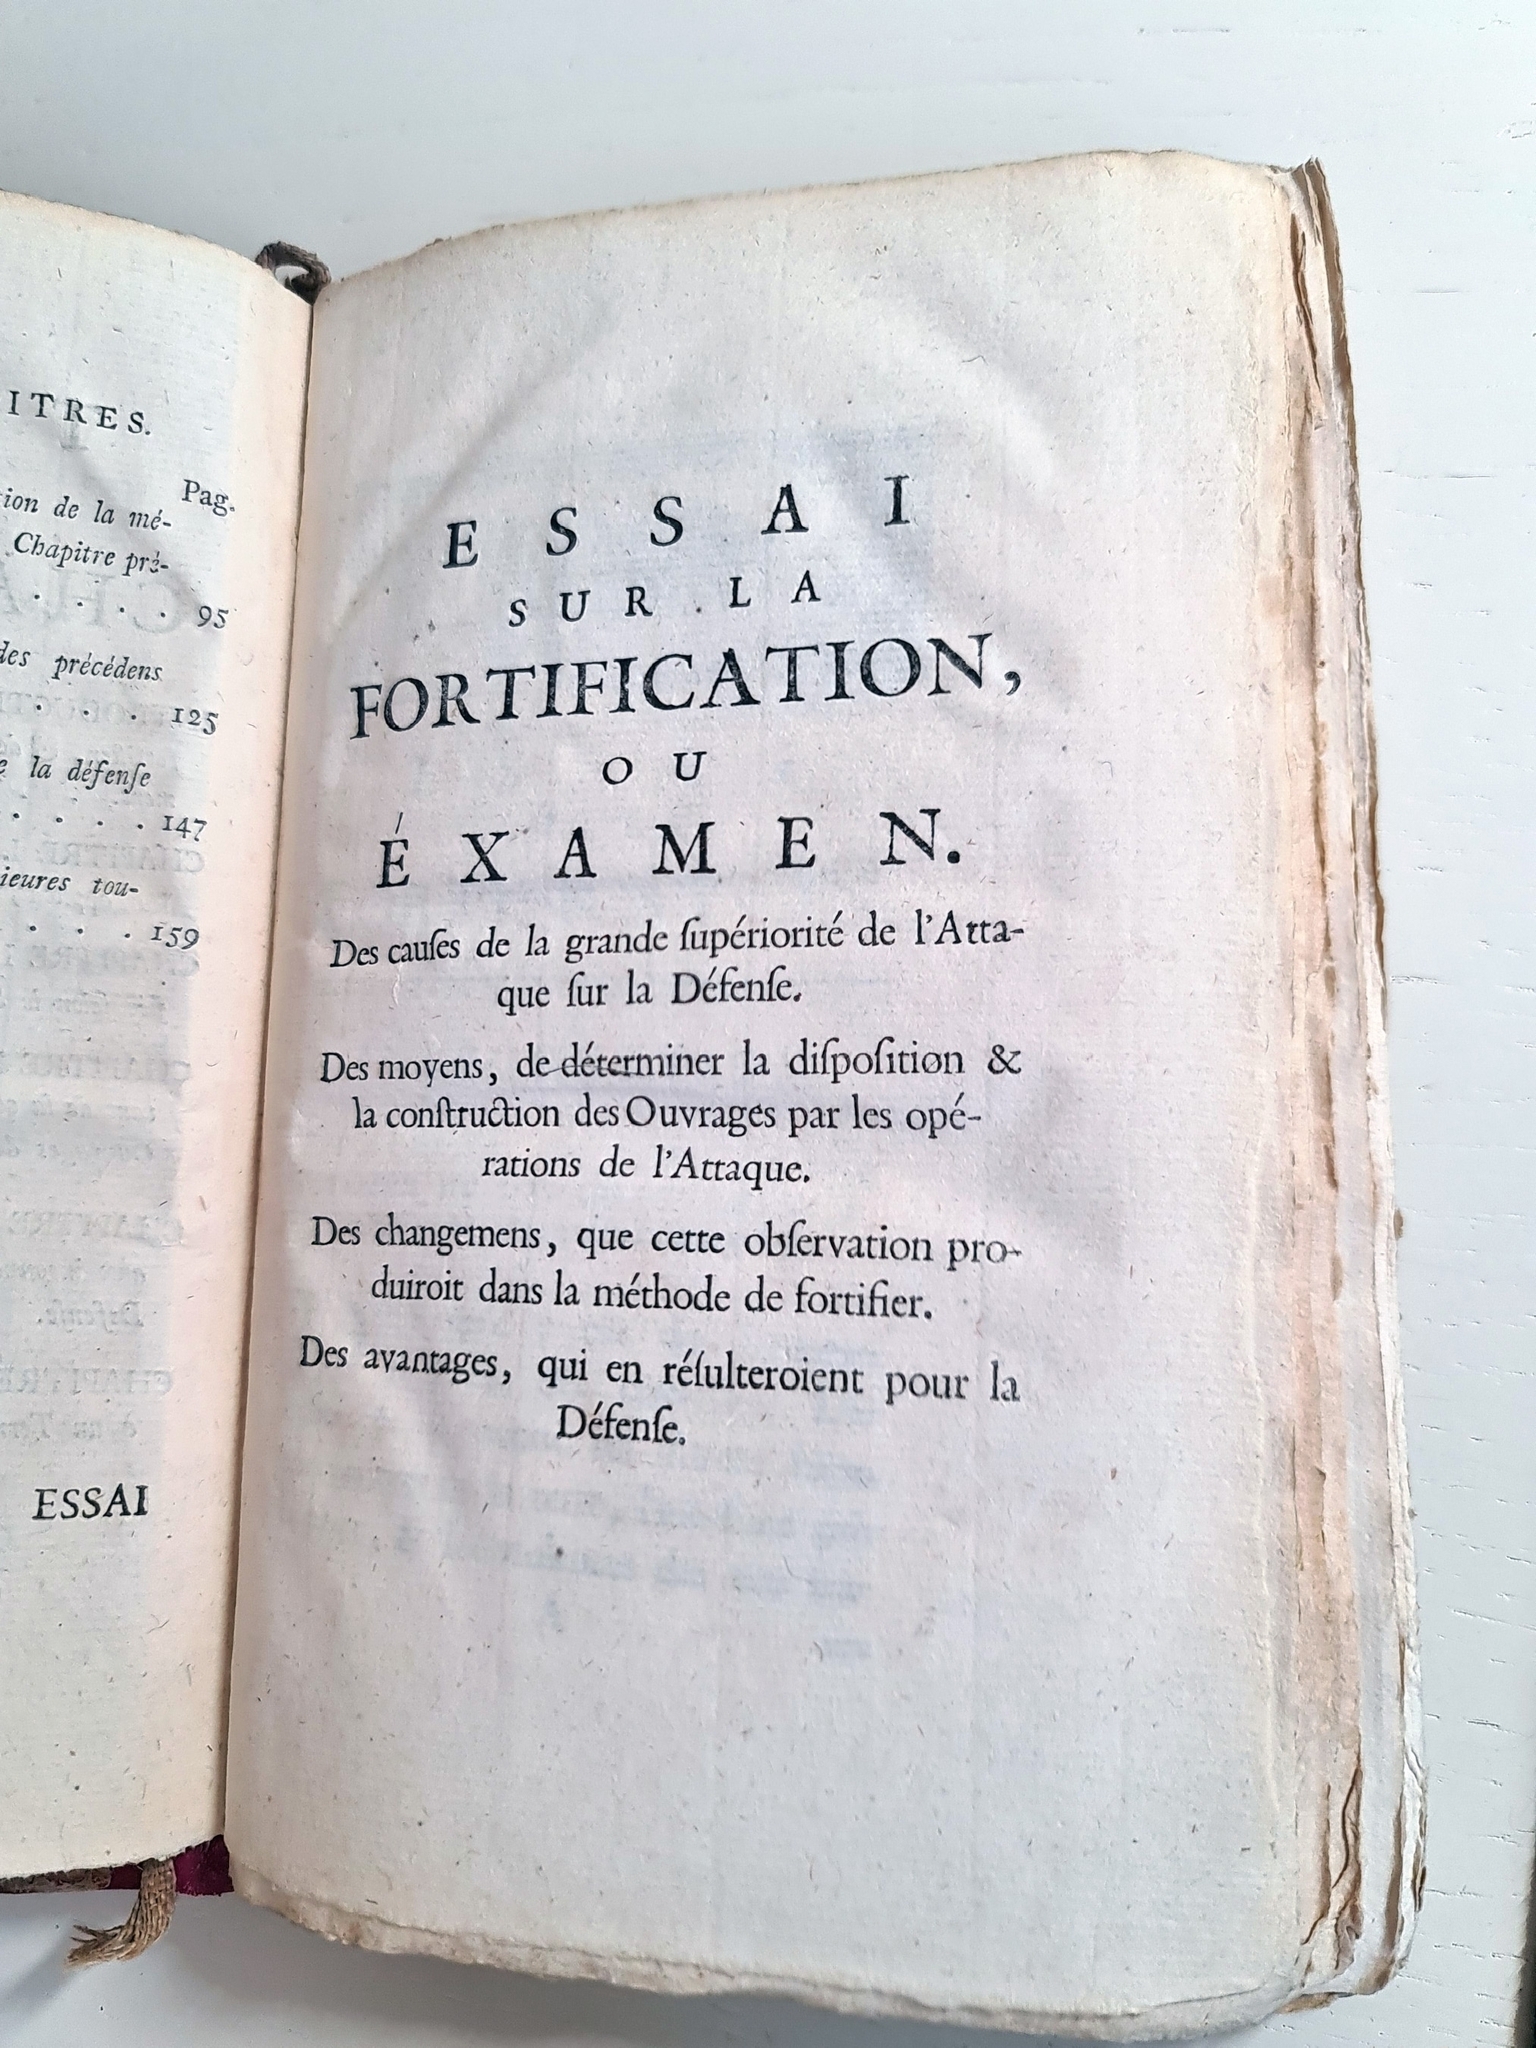 ITRES.
Pag.
tion de la mé-
Chapitre pré-
. . . . 95
des précédens
. . . . 125
la défenſe
. . . . 147
ieures tou-
. . . 159
ESSAI
ESSAI
SUR LA
FORTIFICATION,
OU
ÉXAMEN.
Des cauſes de la grande ſupériorité de l'Atta-
que ſur la Défenſe.
Des moyens, de déterminer la diſpoſition &
la conſtruction des Ouvrages par les opé-
rations de l'Attaque.
Des changemens, que cette obſervation pro-
duiroit dans la méthode de fortifier.
Des avantages, qui en réſulteroient pour la
Défenſe.